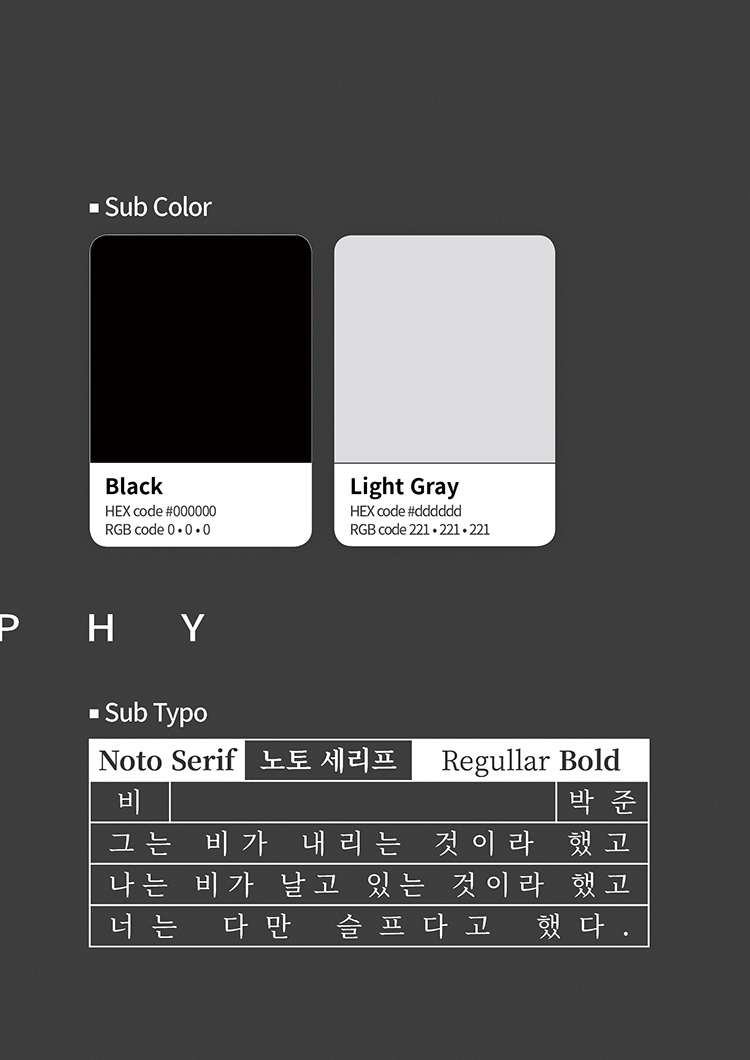 ▪ Sub Color
Black
HEX code #000000
RGB code 0 • 0 • 0
Light Gray
HEX code #dddddd
RGB code 221 • 221 • 221
P H Y
▪ Sub Typo
Noto Serif 노토 세리프 Regullar Bold
비 박 준
그는 비가 내리는 것이라 했고
나는 비가 날고 있는 것이라 했고
너는 다만 슬프다고 했다.